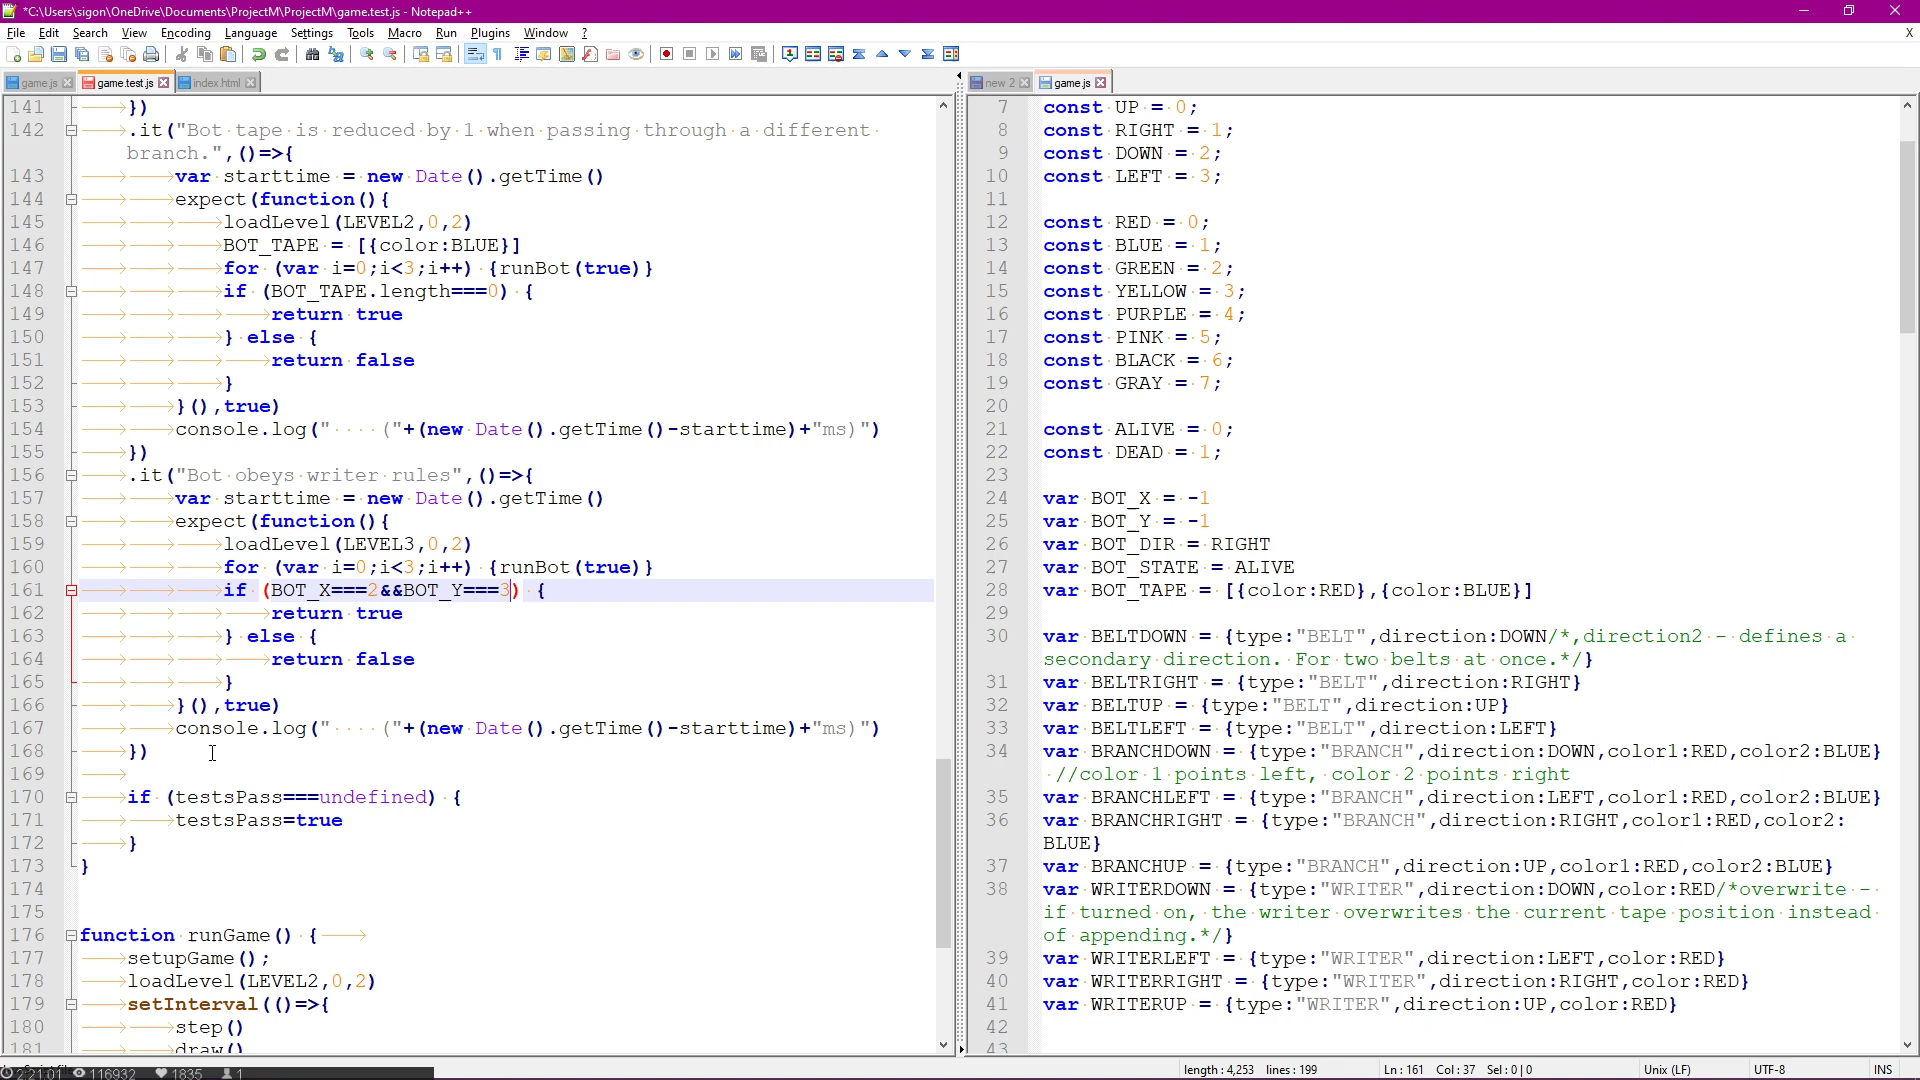 *C:\Users\sigon\OneDrive\Documents\ProjectM\ProjectM\game.test.js - Notepad++
File Edit Search View Encoding Language Settings Tools Macro Run Plugins Window ? X
game.js game.test.js index.html
141 })
142 .it("Bot tape is reduced by 1 when passing through a different
branch.",()=>{
143 var starttime = new Date().getTime()
144 expect(function(){
145 loadLevel(LEVEL2,0,2)
146 BOT_TAPE = [{color:BLUE}]
147 for (var i=0;i<3;i++) {runBot(true)}
148 if (BOT_TAPE.length===0) {
149 return true
150 } else {
151 return false
152 }
153 }(),true)
154 console.log("    ("+(new Date().getTime()-starttime)+"ms)")
155 })
156 .it("Bot obeys writer rules",()=>{
157 var starttime = new Date().getTime()
158 expect(function(){
159 loadLevel(LEVEL3,0,2)
160 for (var i=0;i<3;i++) {runBot(true)}
161 if (BOT_X===2&&BOT_Y===3) {
162 return true
163 } else {
164 return false
165 }
166 }(),true)
167 console.log("    ("+(new Date().getTime()-starttime)+"ms)")
168 })
169
170 if (testsPass===undefined) {
171 testsPass=true
172 }
173 }
174
175
176 function runGame() {
177 setupGame();
178 loadLevel(LEVEL2,0,2)
179 setInterval(()=>{
180 step()
181 draw()
new 2 game.js
7 const UP = 0;
8 const RIGHT = 1;
9 const DOWN = 2;
10 const LEFT = 3;
11
12 const RED = 0;
13 const BLUE = 1;
14 const GREEN = 2;
15 const YELLOW = 3;
16 const PURPLE = 4;
17 const PINK = 5;
18 const BLACK = 6;
19 const GRAY = 7;
20
21 const ALIVE = 0;
22 const DEAD = 1;
23
24 var BOT_X = -1
25 var BOT_Y = -1
26 var BOT_DIR = RIGHT
27 var BOT_STATE = ALIVE
28 var BOT_TAPE = [{color:RED},{color:BLUE}]
29
30 var BELTDOWN = {type:"BELT",direction:DOWN/*,direction2 - defines a
secondary direction. For two belts at once.*/}
31 var BELTRIGHT = {type:"BELT",direction:RIGHT}
32 var BELTUP = {type:"BELT",direction:UP}
33 var BELTLEFT = {type:"BELT",direction:LEFT}
34 var BRANCHDOWN = {type:"BRANCH",direction:DOWN,color1:RED,color2:BLUE}
//color 1 points left, color 2 points right
35 var BRANCHLEFT = {type:"BRANCH",direction:LEFT,color1:RED,color2:BLUE}
36 var BRANCHRIGHT = {type:"BRANCH",direction:RIGHT,color1:RED,color2:
BLUE}
37 var BRANCHUP = {type:"BRANCH",direction:UP,color1:RED,color2:BLUE}
38 var WRITERDOWN = {type:"WRITER",direction:DOWN,color:RED/*overwrite -
if turned on, the writer overwrites the current tape position instead
of appending.*/}
39 var WRITERLEFT = {type:"WRITER",direction:LEFT,color:RED}
40 var WRITERRIGHT = {type:"WRITER",direction:RIGHT,color:RED}
41 var WRITERUP = {type:"WRITER",direction:UP,color:RED}
42
43
2:21:01 116932 1835 1
length : 4,253 lines : 199 Ln : 161 Col : 37 Sel : 0 | 0 Unix (LF) UTF-8 INS